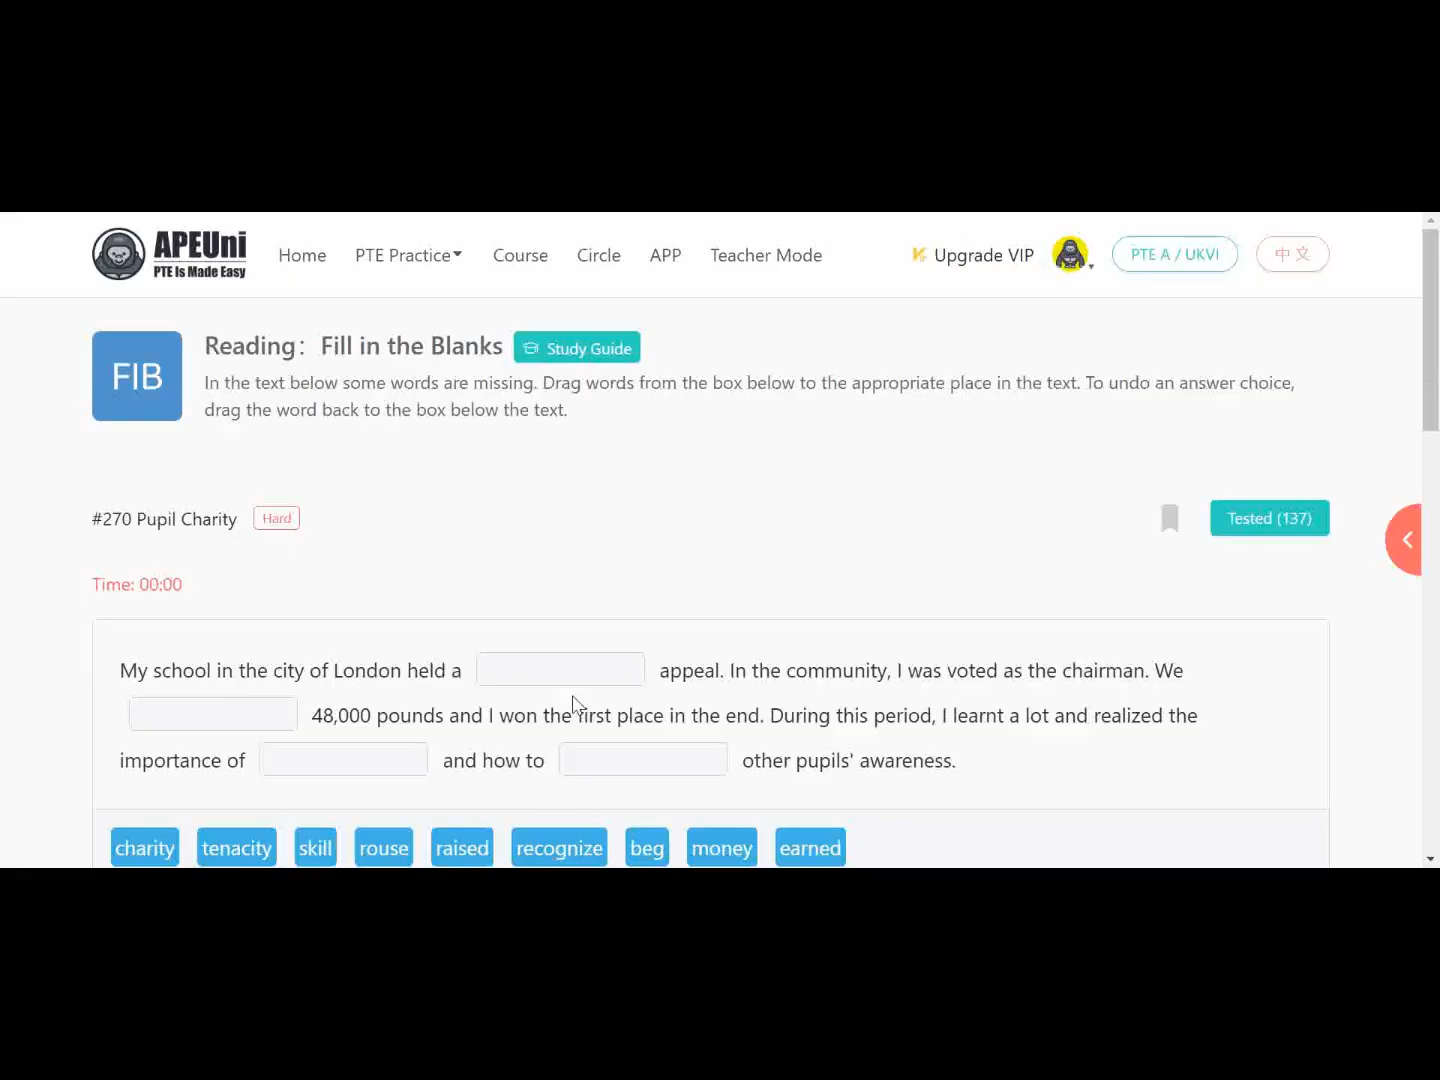 APEUni
PTE Is Made Easy
Home PTE Practice Course Circle APP Teacher Mode Upgrade VIP PTE A / UKVI 中文
FIB
Reading: Fill in the Blanks Study Guide
In the text below some words are missing. Drag words from the box below to the appropriate place in the text. To undo an answer choice,
drag the word back to the box below the text.
#270 Pupil Charity Hard Tested (137)
Time: 00:00
My school in the city of London held a appeal. In the community, I was voted as the chairman. We
48,000 pounds and I won the first place in the end. During this period, I learnt a lot and realized the
importance of and how to other pupils' awareness.
charity tenacity skill rouse raised recognize beg money earned